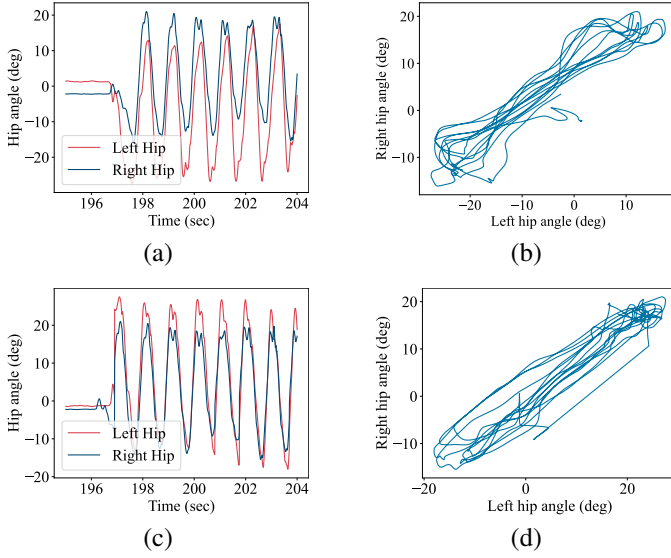 20
10
0
−10
−20
Hip angle (deg)
Left Hip
Right Hip
196 198 200 202 204
Time (sec)
(a)
20
10
0
−10
Right hip angle (deg)
−20 −10 0 10
Left hip angle (deg)
(b)
20
10
0
−10
−20
Hip angle (deg)
Left Hip
Right Hip
196 198 200 202 204
Time (sec)
(c)
20
10
0
−10
Right hip angle (deg)
−20 0 20
Left hip angle (deg)
(d)